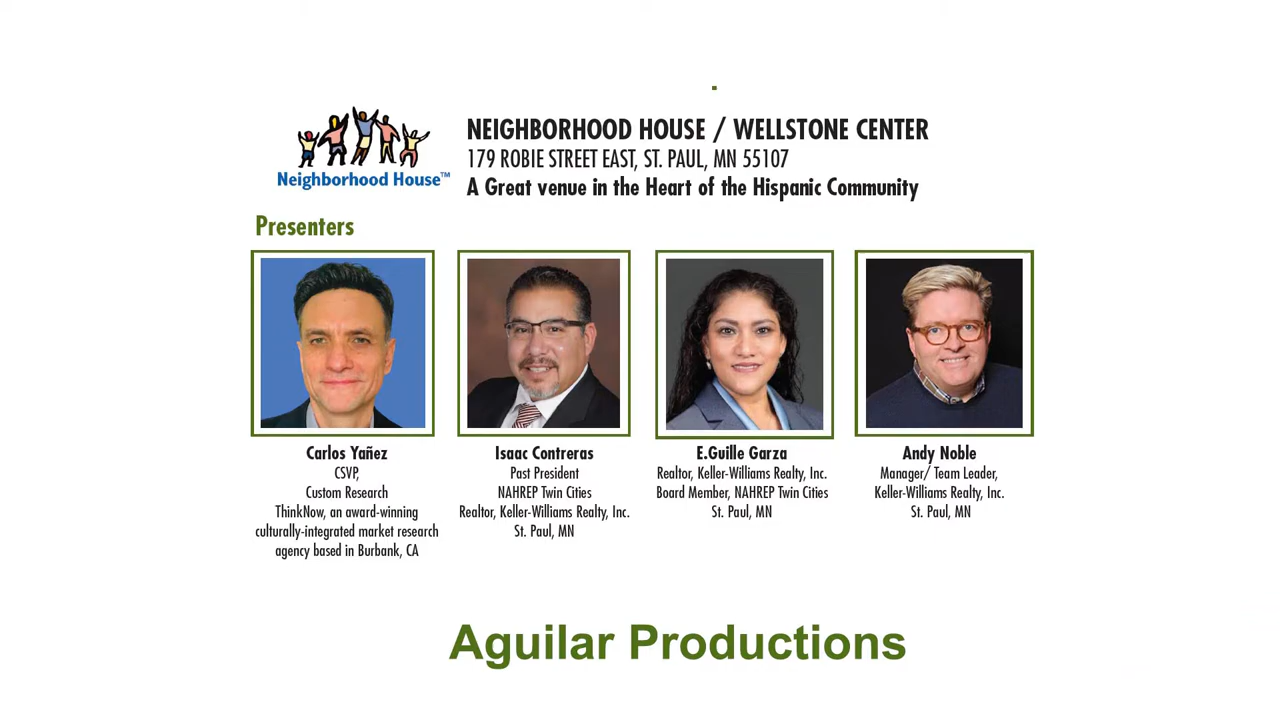 Neighborhood House™
NEIGHBORHOOD HOUSE / WELLSTONE CENTER
179 ROBIE STREET EAST, ST. PAUL, MN 55107
A Great venue in the Heart of the Hispanic Community
Presenters
Carlos Yañez
CSVP,
Custom Research
ThinkNow, an award-winning
culturally-integrated market research
agency based in Burbank, CA
Isaac Contreras
Past President
NAHREP Twin Cities
Realtor, Keller-Williams Realty, Inc.
St. Paul, MN
E.Guille Garza
Realtor, Keller-Williams Realty, Inc.
Board Member, NAHREP Twin Cities
St. Paul, MN
Andy Noble
Manager/ Team Leader,
Keller-Williams Realty, Inc.
St. Paul, MN
Aguilar Productions